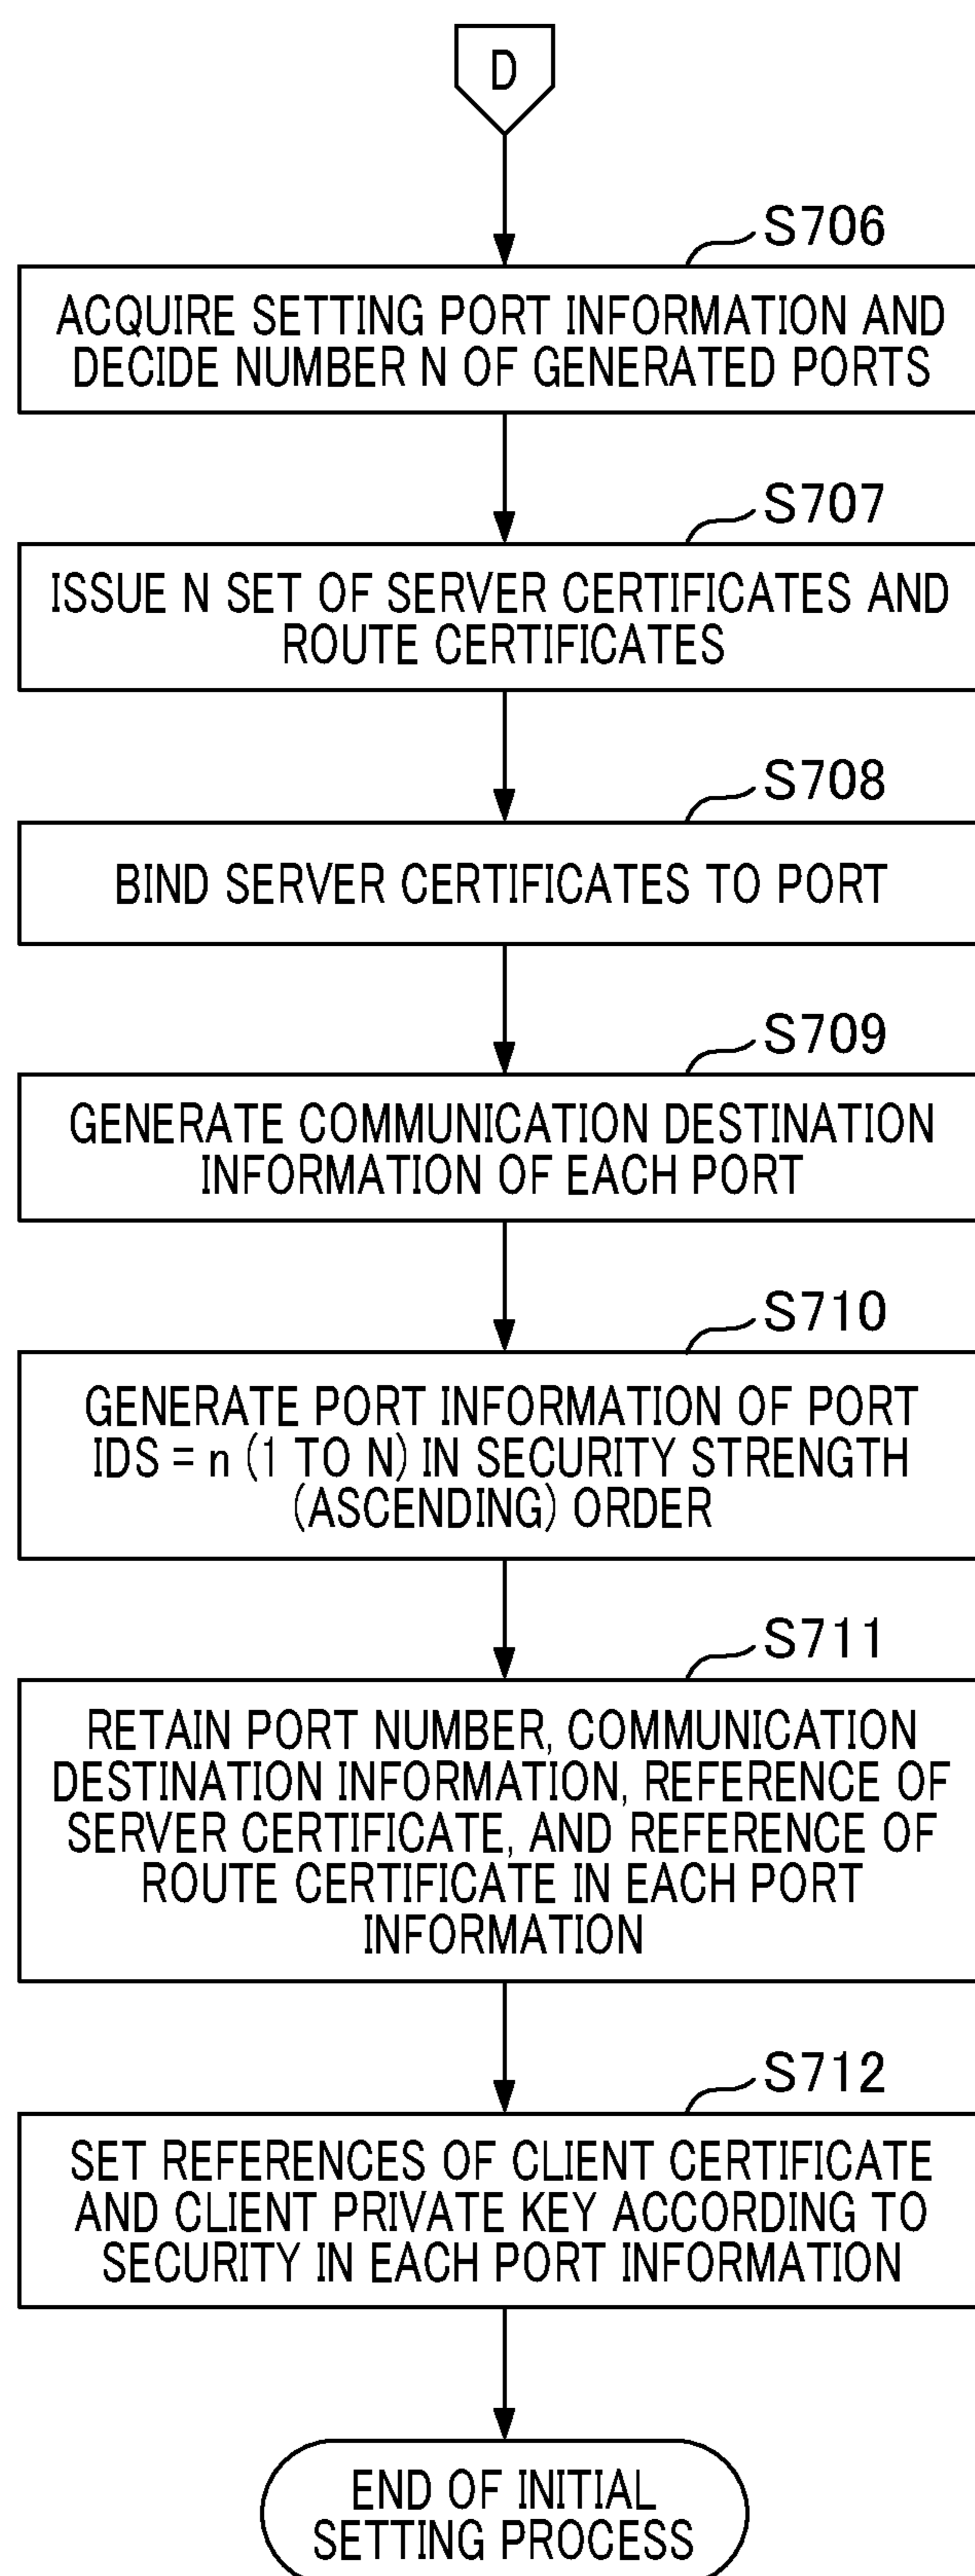 D
S706
ACQUIRE SETTING PORT INFORMATION AND
DECIDE NUMBER N OF GENERATED PORTS
S707
ISSUE N SET OF SERVER CERTIFICATES AND
ROUTE CERTIFICATES
S708
BIND SERVER CERTIFICATES TO PORT
S709
GENERATE COMMUNICATION DESTINATION
INFORMATION OF EACH PORT
S710
GENERATE PORT INFORMATION OF PORT
IDS = n (1 TO N) IN SECURITY STRENGTH
(ASCENDING) ORDER
S711
RETAIN PORT NUMBER, COMMUNICATION
DESTINATION INFORMATION, REFERENCE OF
SERVER CERTIFICATE, AND REFERENCE OF
ROUTE CERTIFICATE IN EACH PORT
INFORMATION
S712
SET REFERENCES OF CLIENT CERTIFICATE
AND CLIENT PRIVATE KEY ACCORDING TO
SECURITY IN EACH PORT INFORMATION
END OF INITIAL
SETTING PROCESS